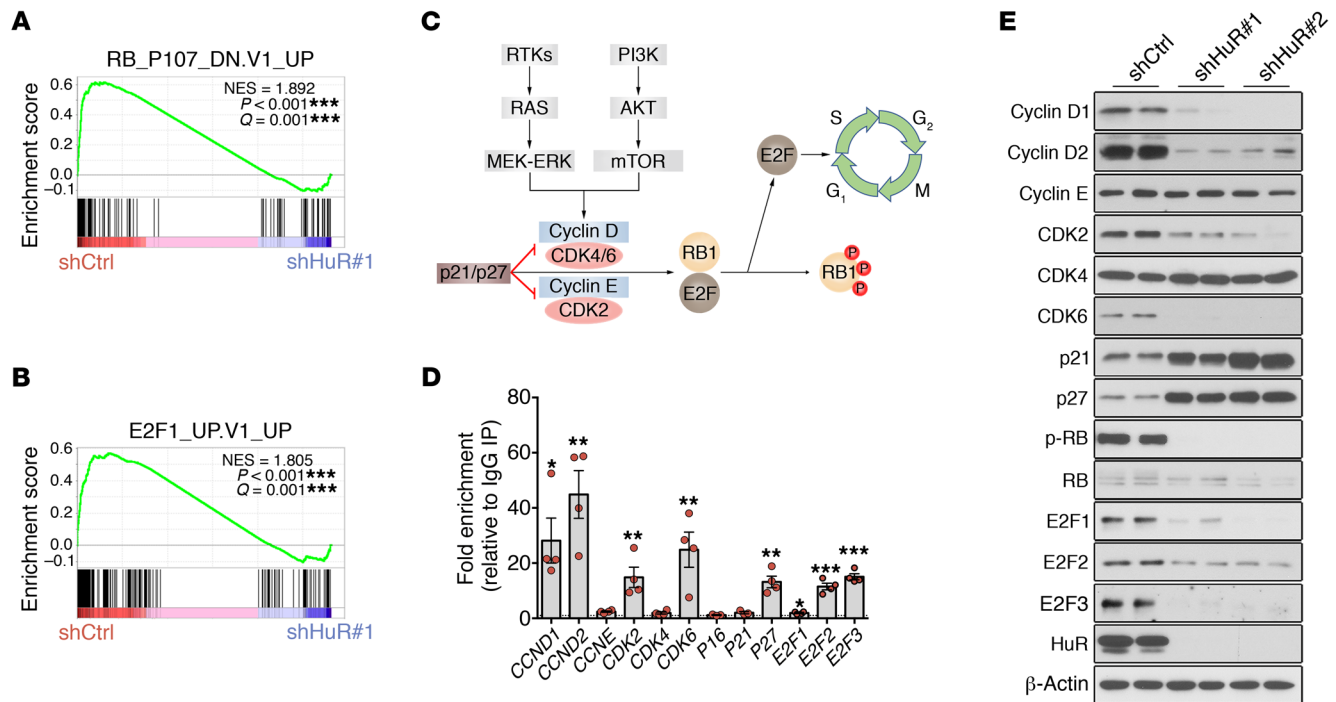 A
RB_P107_DN.V1_UP
Enrichment score
0.6
0.4
0.2
0.0
−0.1
NES = 1.892
P < 0.001***
Q = 0.001***
shCtrl
shHuR#1
B
E2F1_UP.V1_UP
Enrichment score
0.6
0.4
0.2
0.0
−0.1
NES = 1.805
P < 0.001***
Q = 0.001***
shCtrl
shHuR#1
C
RTKs
PI3K
RAS
AKT
MEK-ERK
mTOR
Cyclin D
CDK4/6
p21/p27
Cyclin E
CDK2
RB1
E2F
E2F
S
G2
G1
M
RB1
P
P
P
D
Fold enrichment
(relative to IgG IP)
80
60
40
20
0
*
**
**
**
**
*
***
***
CCND1
CCND2
CCNE
CDK2
CDK4
CDK6
P16
P21
P27
E2F1
E2F2
E2F3
E
shCtrl
shHuR#1
shHuR#2
Cyclin D1
Cyclin D2
Cyclin E
CDK2
CDK4
CDK6
p21
p27
p-RB
RB
E2F1
E2F2
E2F3
HuR
β-Actin